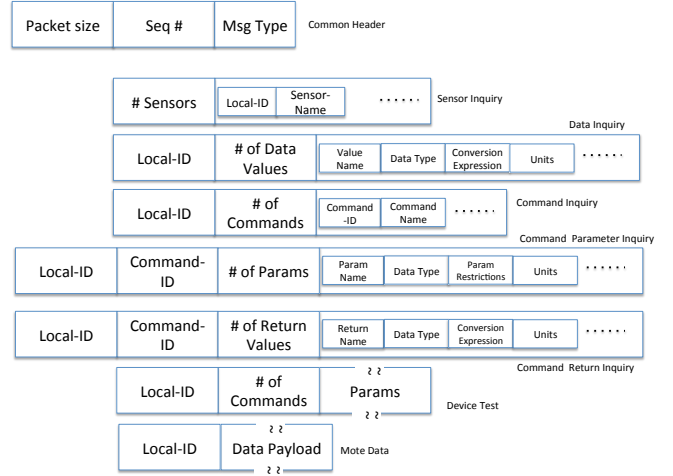 Packet size Seq # Msg Type Common Header
# Sensors Local-ID Sensor-
Name ...... Sensor Inquiry
Data Inquiry
Local-ID # of Data
Values Value
Name Data Type Conversion
Expression Units ......
Local-ID # of
Commands Command
-ID Command
Name ...... Command Inquiry
Command Parameter Inquiry
Local-ID Command-
ID # of Params Param
Name Data Type Param
Restrictions Units ......
Local-ID Command-
ID # of Return
Values Return
Name Data Type Conversion
Expression Units ......
Command Return Inquiry
Local-ID # of
Commands Params Device Test
Local-ID Data Payload Mote Data